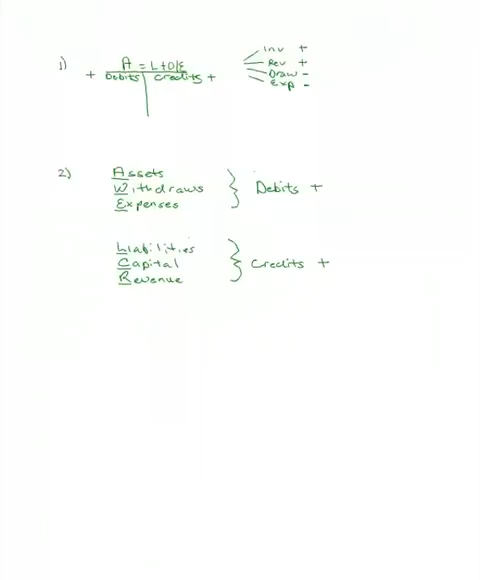 1) A = L + O/E
+ Debits Credits +
Inv +
Rev +
Draw -
Exp -
2) Assets
Withdraws
Expenses
Debits +
Liabilities
Capital
Revenue
Credits +